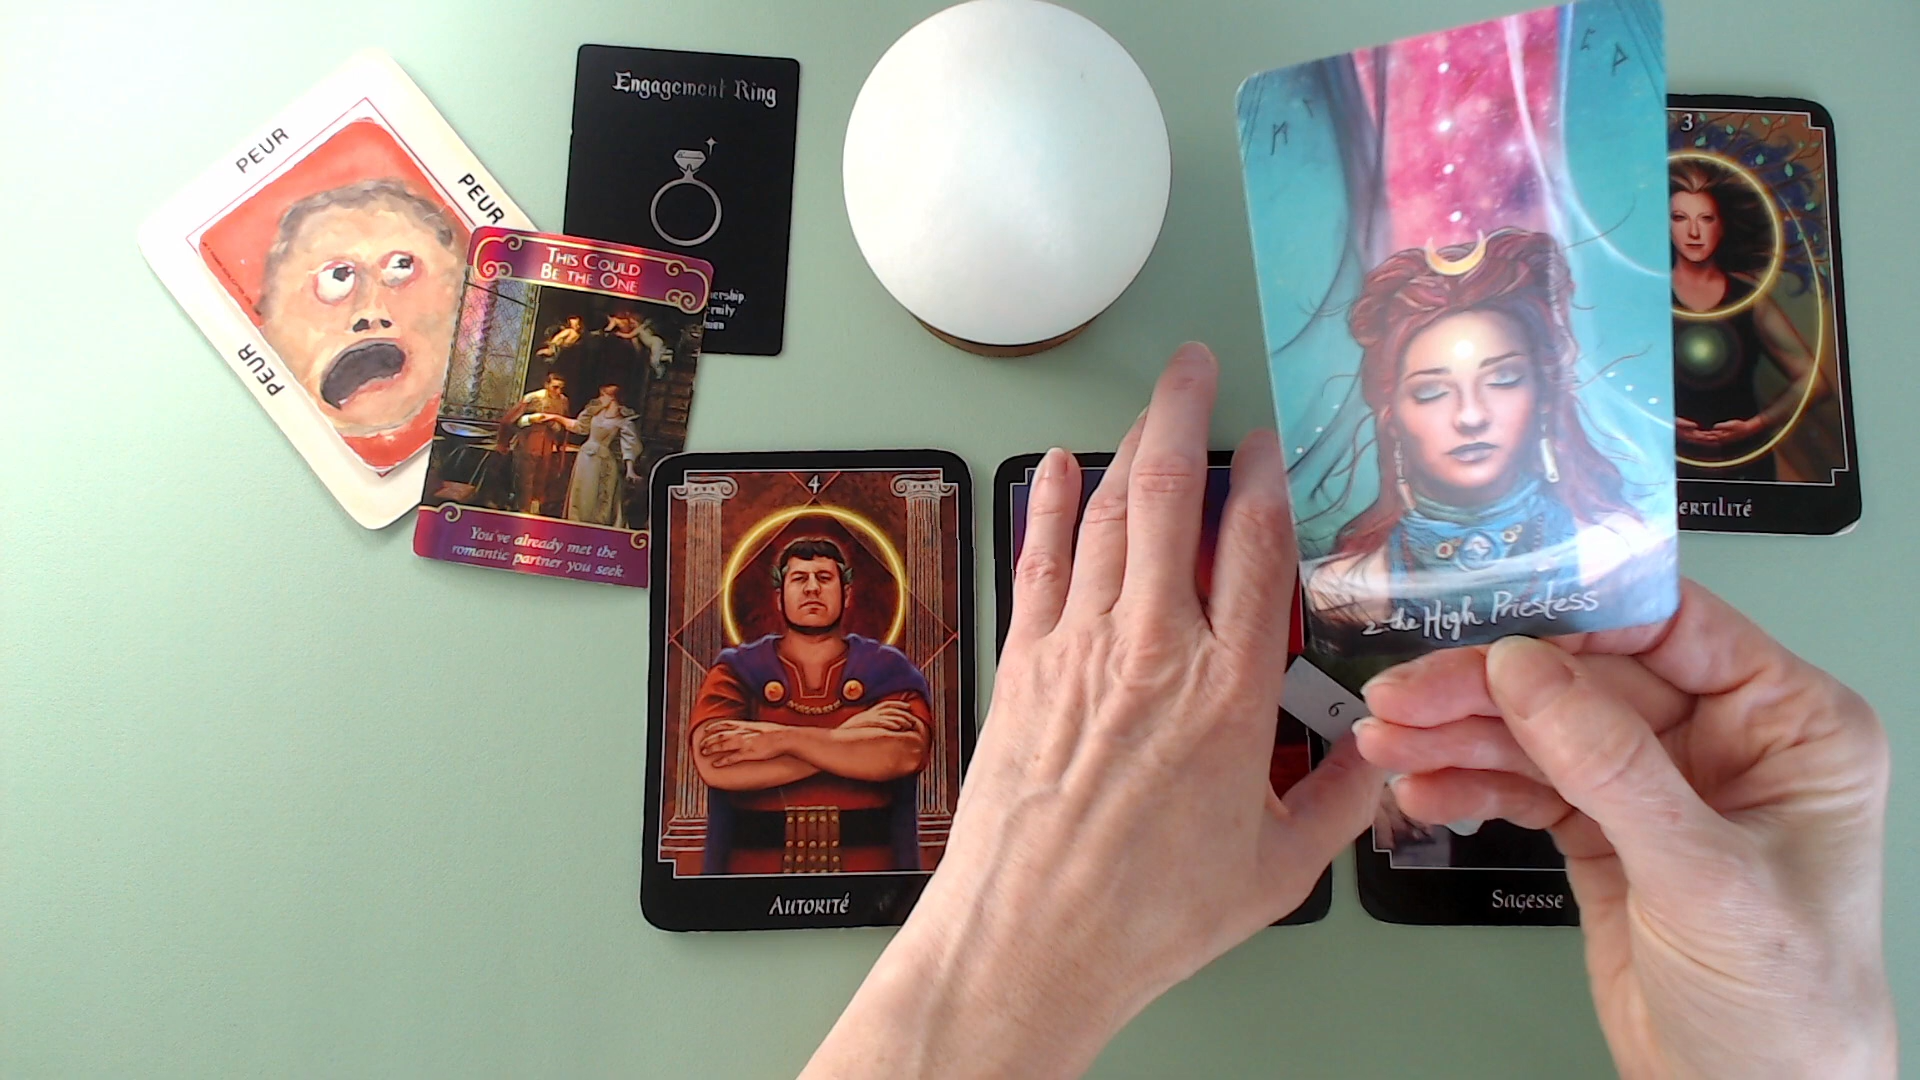 PEUR
PEUR
PEUR
Engagement Ring
THIS COULD
BE THE ONE
You've already met the
romantic partner you seek.
4
AUTORITÉ
2 the High Priestess
3
ERTILITÉ
6
SAGESSE